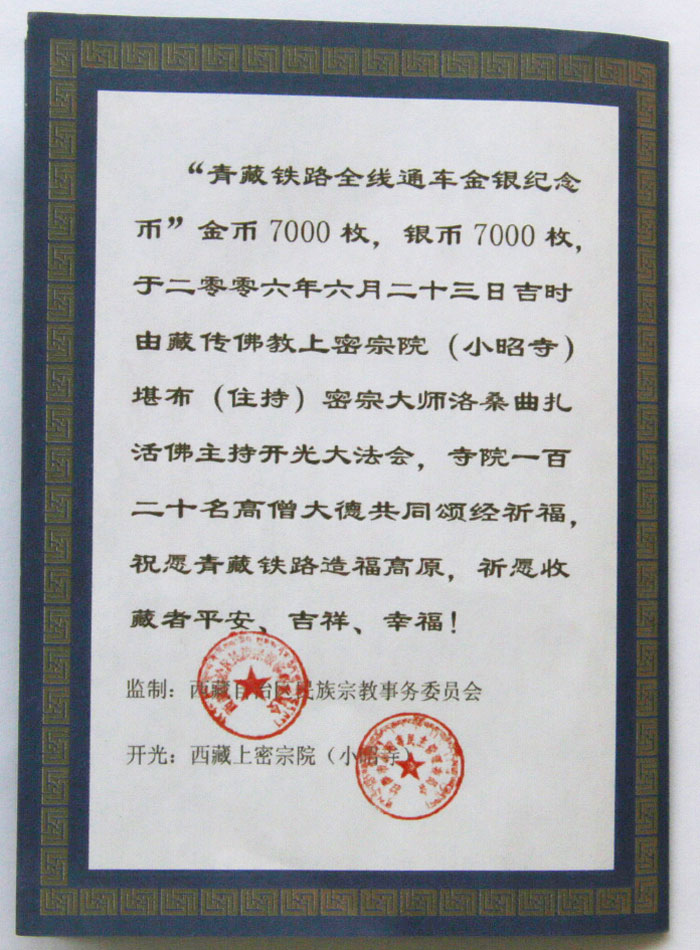 “青藏铁路全线通车金银纪念
币”金币7000枚，银币7000枚，
于二零零六年六月二十三日吉时
由藏传佛教上密宗院（小昭寺）
堪布（住持）密宗大师洛桑曲扎
活佛主持开光大法会，寺院一百
二十名高僧大德共同颂经祈福，
祝愿青藏铁路造福高原，祈愿收
藏者平安、吉祥、幸福！
监制：西藏自治区民族宗教事务委员会
开光：西藏上密宗院（小昭寺）